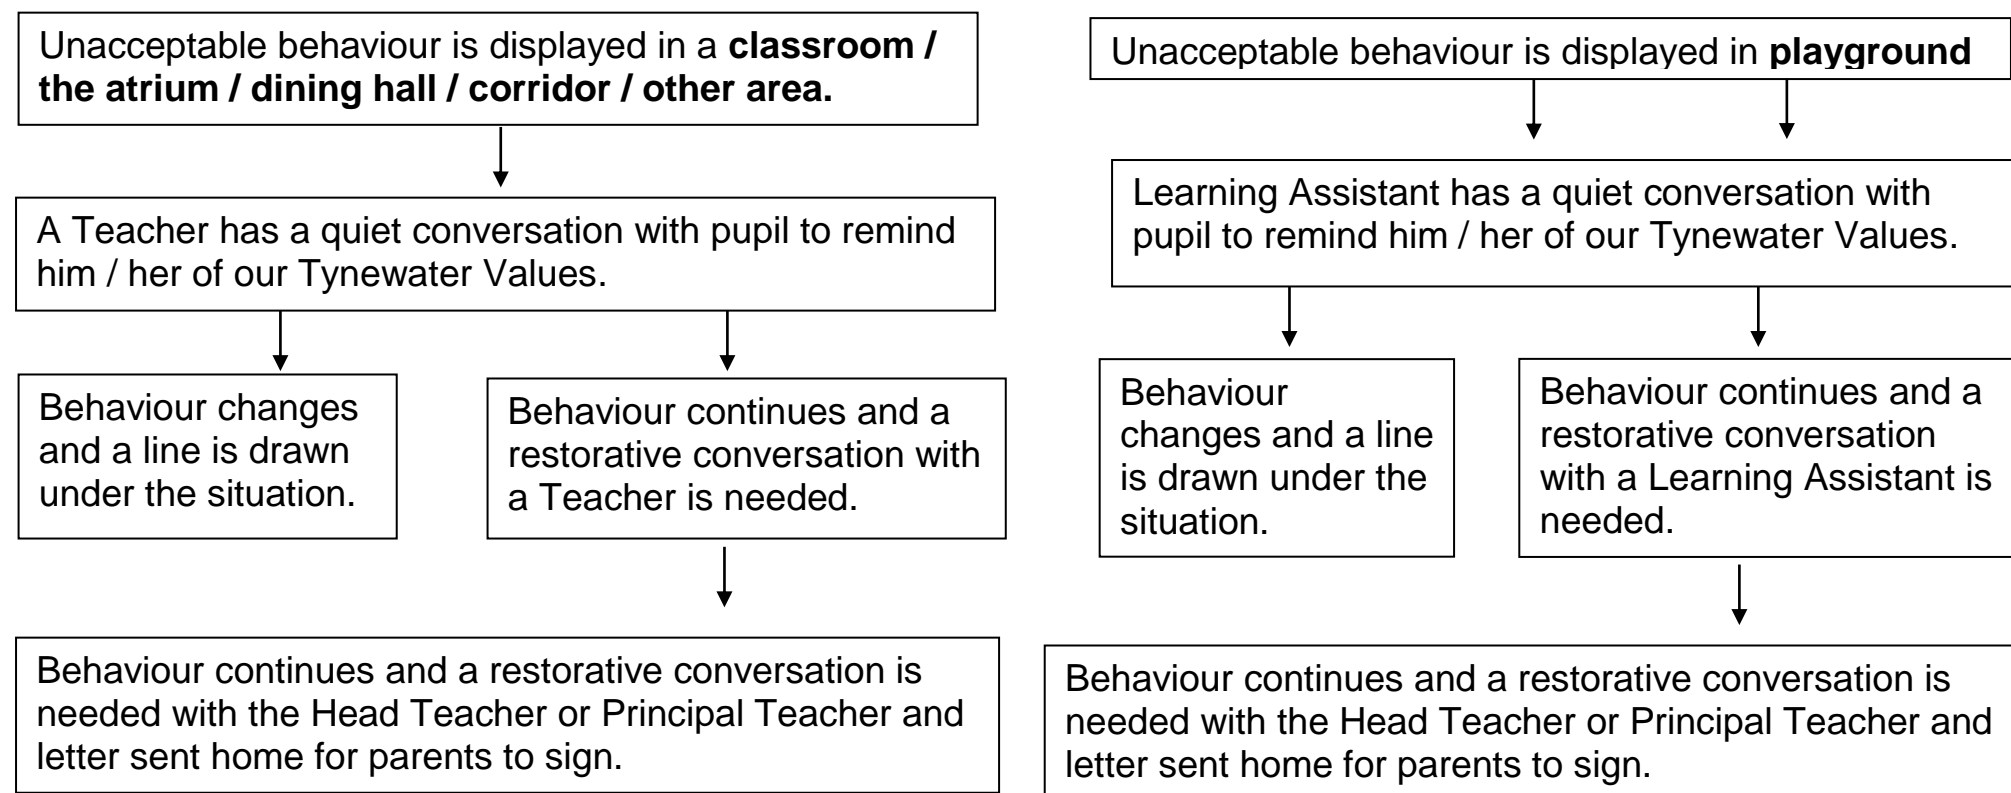 Unacceptable behaviour is displayed in a classroom /
the atrium / dining hall / corridor / other area.
A Teacher has a quiet conversation with pupil to remind
him / her of our Tynewater Values.
Behaviour changes
and a line is drawn
under the situation.
Behaviour continues and a
restorative conversation with
a Teacher is needed.
Behaviour continues and a restorative conversation is
needed with the Head Teacher or Principal Teacher and
letter sent home for parents to sign.
Unacceptable behaviour is displayed in playground
Learning Assistant has a quiet conversation with
pupil to remind him / her of our Tynewater Values.
Behaviour
changes and a line
is drawn under the
situation.
Behaviour continues and a
restorative conversation
with a Learning Assistant is
needed.
Behaviour continues and a restorative conversation is
needed with the Head Teacher or Principal Teacher and
letter sent home for parents to sign.